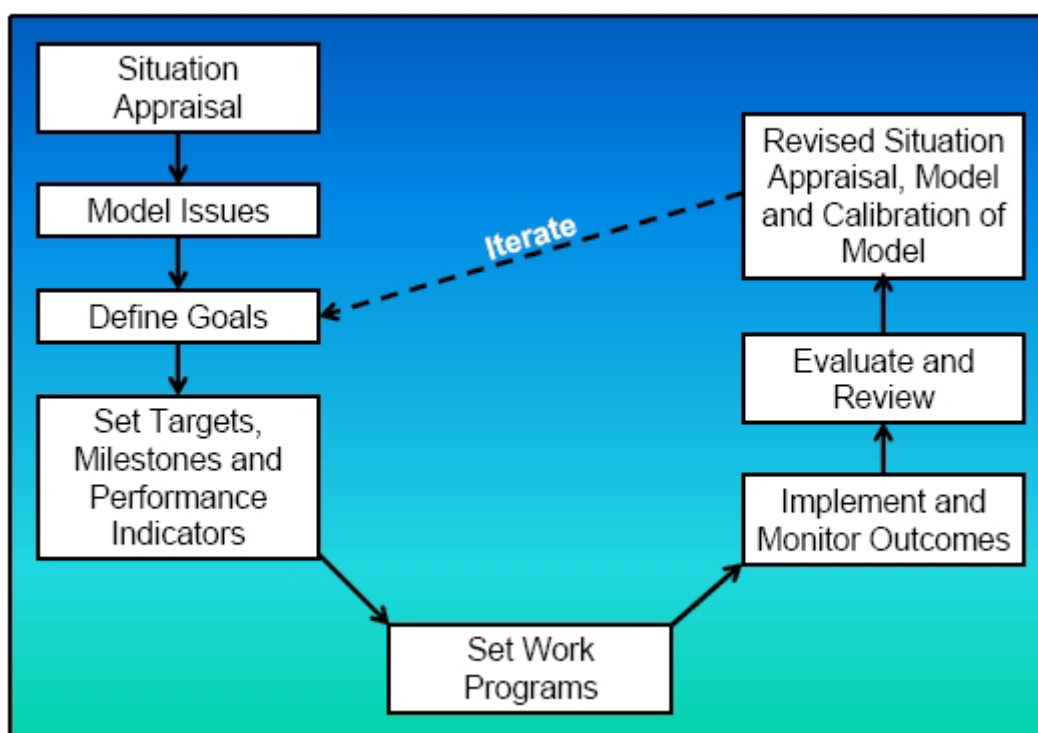 Situation
Appraisal
Model Issues
Define Goals
Set Targets,
Milestones and
Performance
Indicators
Set Work
Programs
Implement and
Monitor Outcomes
Evaluate and
Review
Revised Situation
Appraisal, Model
and Calibration of
Model
Iterate